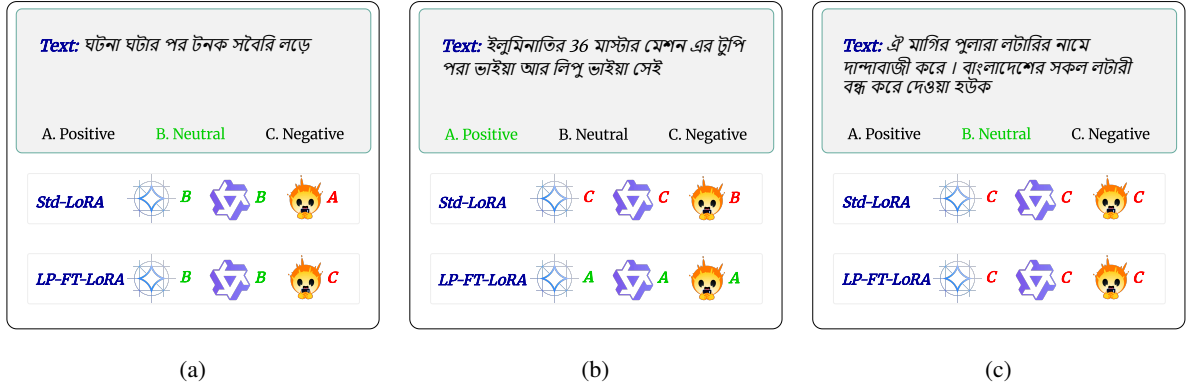 Text: ঘটনা ঘটার পর টনক সবৈরি লড়ে
A. Positive B. Neutral C. Negative
Std-LoRA B B A
LP-FT-LoRA B B C
(a)
Text: ইলুমিনাতির 36 মাস্টার মেশন এর টুপি
পরা ভাইয়া আর লিপু ভাইয়া সেই
A. Positive B. Neutral C. Negative
Std-LoRA C C B
LP-FT-LoRA A A A
(b)
Text: ঐ মাগির পুলারা লটারির নামে
দান্দাবাজী করে । বাংলাদেশের সকল লটারী
বন্ধ করে দেওয়া হউক
A. Positive B. Neutral C. Negative
Std-LoRA C C C
LP-FT-LoRA C C C
(c)